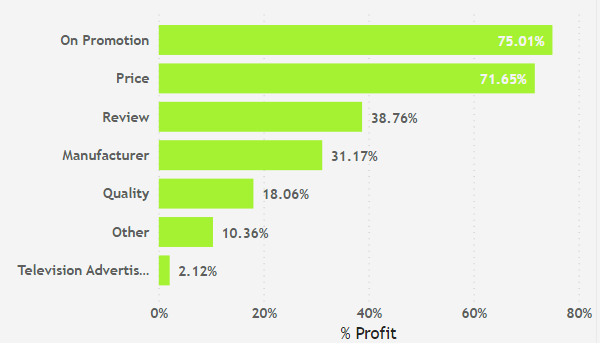 On Promotion 75.01%
Price 71.65%
Review 38.76%
Manufacturer 31.17%
Quality 18.06%
Other 10.36%
Television Advertis... 2.12%
0% 20% 40% 60% 80%
% Profit